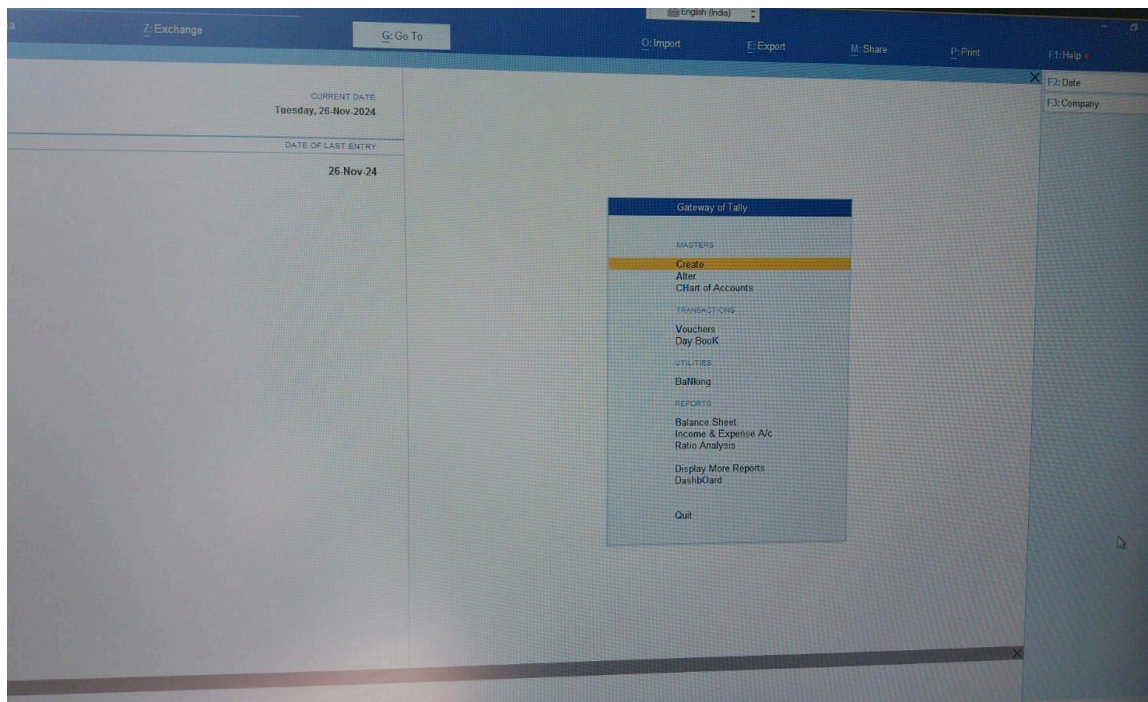 Z: Exchange
G: Go To
English (India)
O: Import
E: Export
M: Share
P: Print
F1: Help
F2: Date
F3: Company
CURRENT DATE
Tuesday, 26-Nov-2024
DATE OF LAST ENTRY
26-Nov-24
Gateway of Tally
MASTERS
Create
Alter
CHart of Accounts
TRANSACTIONS
Vouchers
Day BooK
UTILITIES
BaNking
REPORTS
Balance Sheet
Income & Expense A/c
Ratio Analysis
Display More Reports
DashbOard
Quit